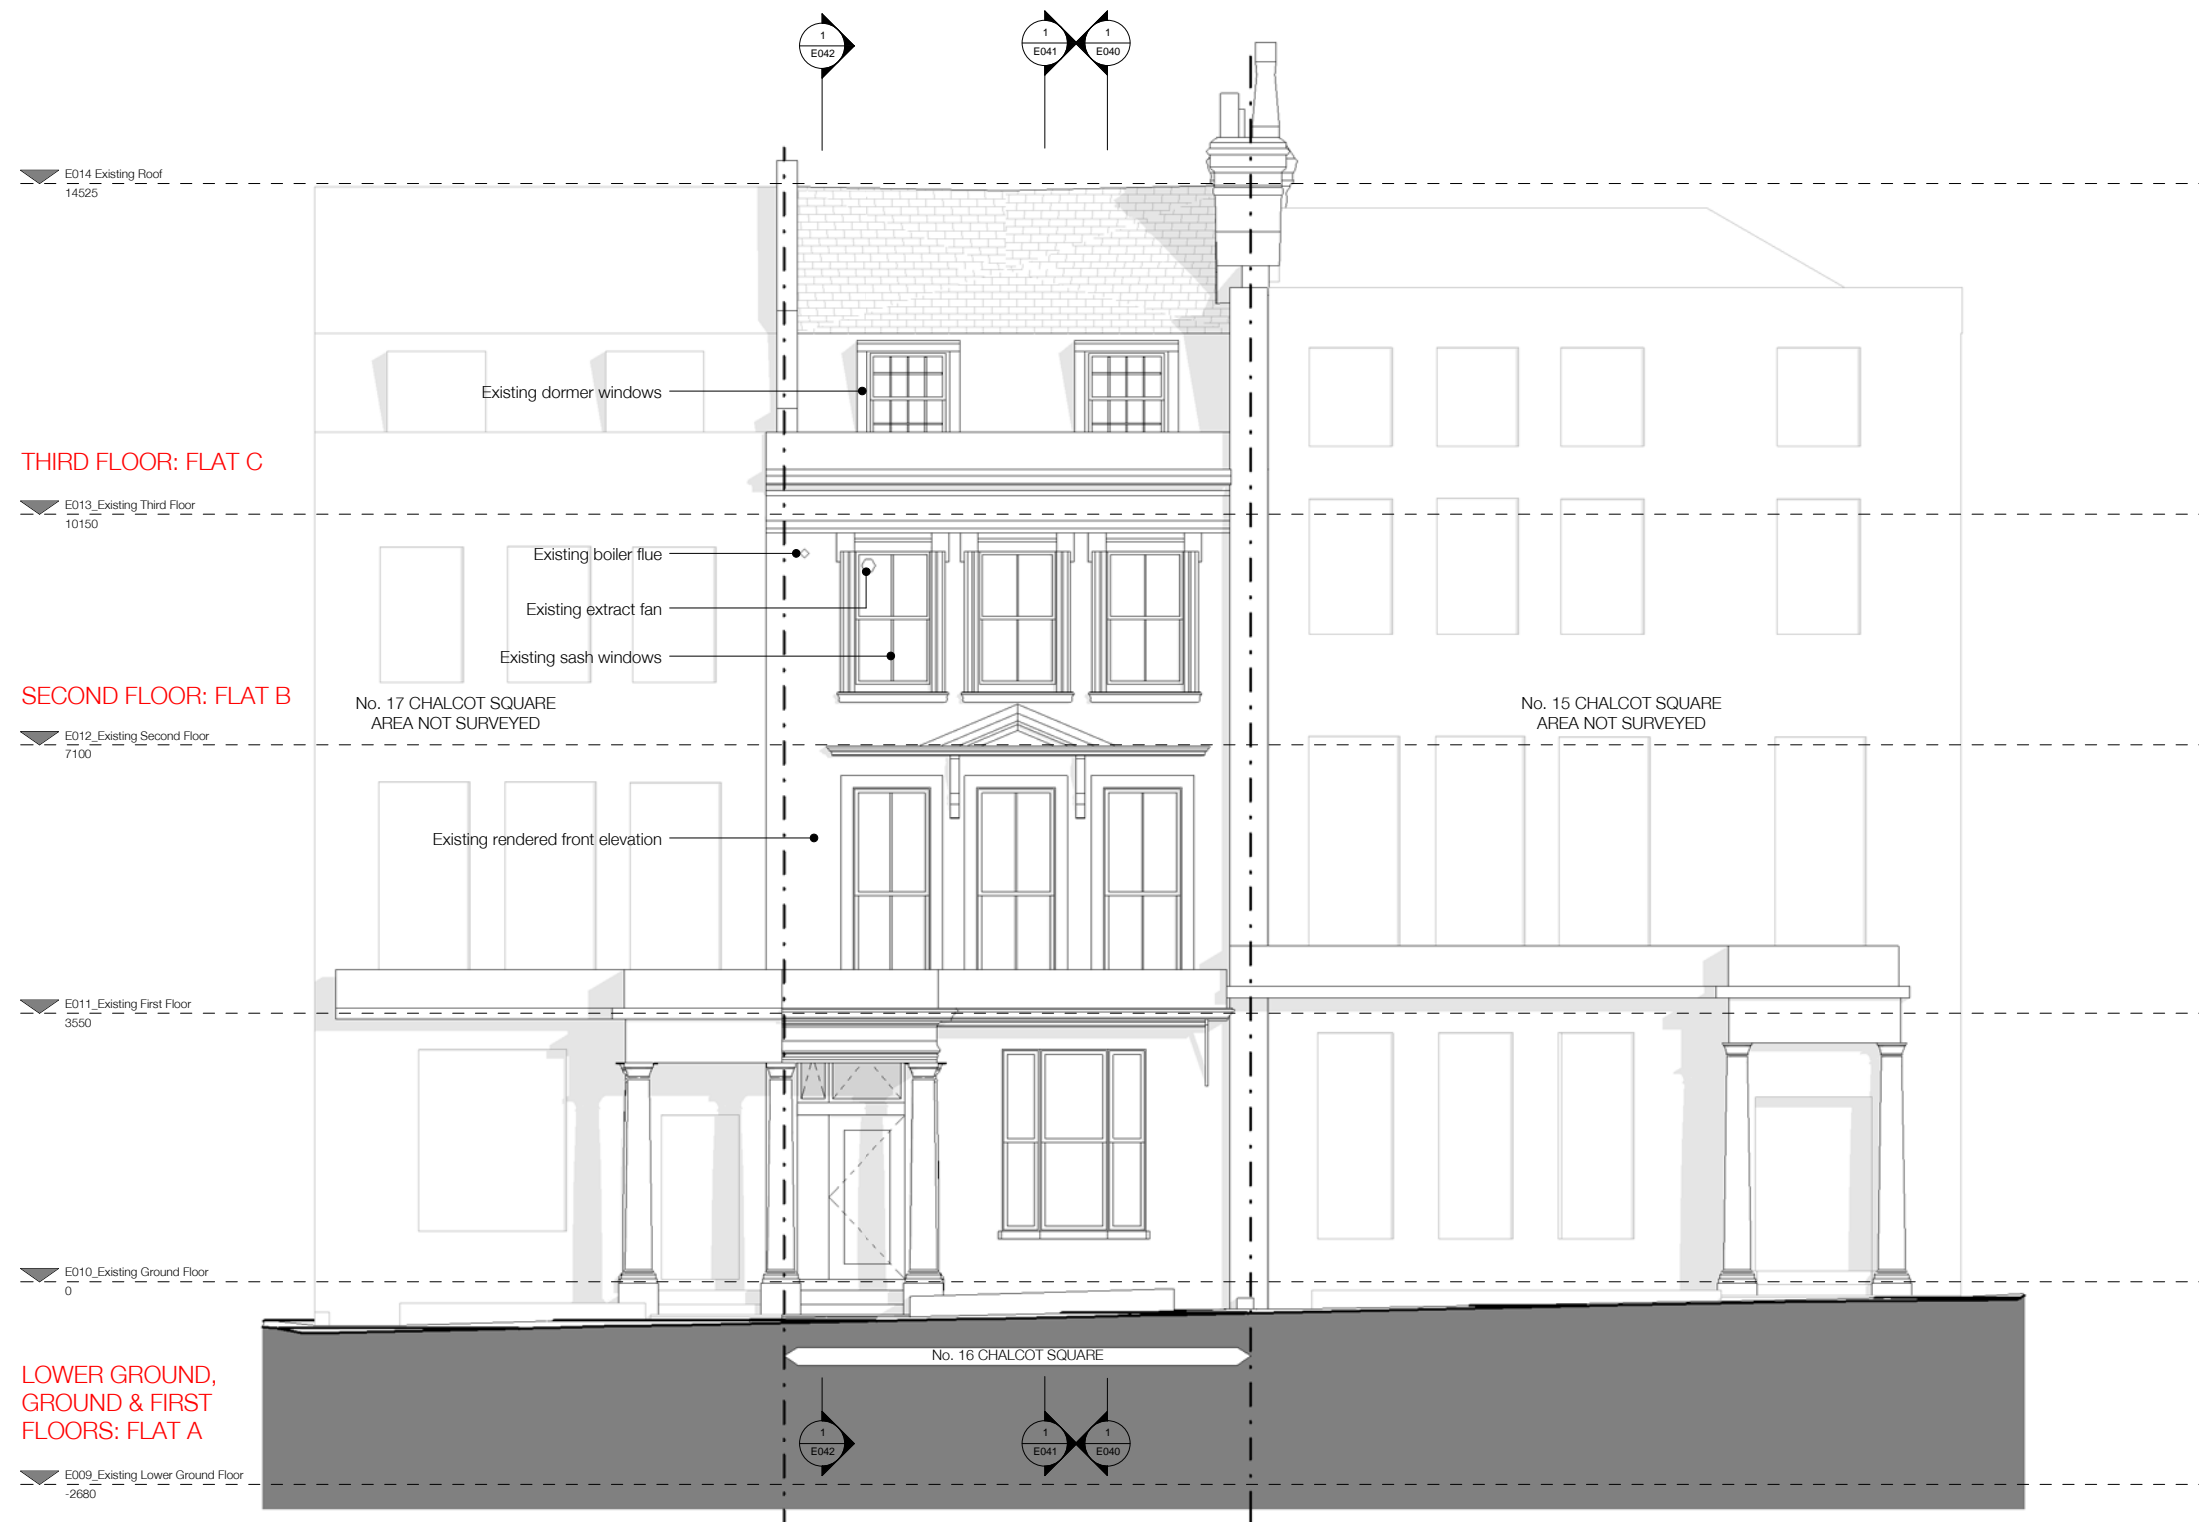 1
E042
1
E041
1
E040
E014 Existing Roof
14525
Existing dormer windows
THIRD FLOOR: FLAT C
E013_Existing Third Floor
10150
Existing boiler flue
Existing extract fan
Existing sash windows
SECOND FLOOR: FLAT B
No. 17 CHALCOT SQUARE
AREA NOT SURVEYED
No. 15 CHALCOT SQUARE
AREA NOT SURVEYED
E012_Existing Second Floor
7100
Existing rendered front elevation
E011_Existing First Floor
3550
E010_Existing Ground Floor
0
No. 16 CHALCOT SQUARE
LOWER GROUND,
GROUND & FIRST
FLOORS: FLAT A
1
E042
1
E041
1
E040
E009_Existing Lower Ground Floor
-2680